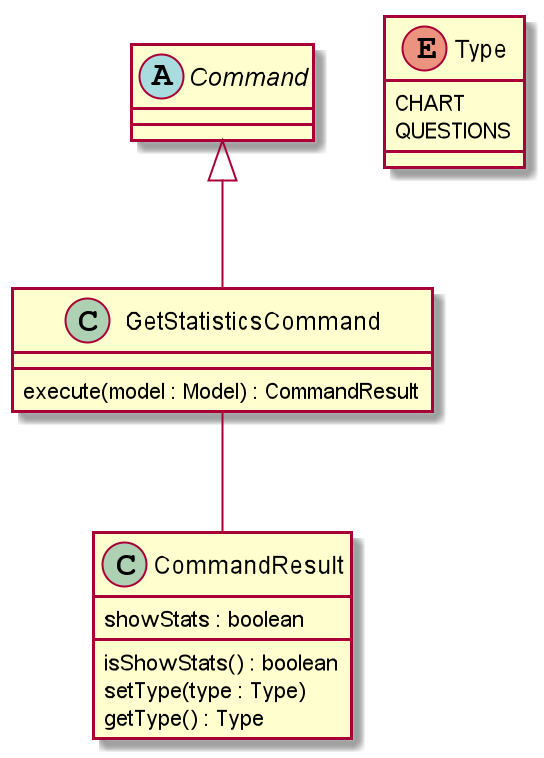 A Command
E Type
CHART
QUESTIONS
C GetStatisticsCommand
execute(model : Model) : CommandResult
C CommandResult
showStats : boolean
isShowStats() : boolean
setType(type : Type)
getType() : Type